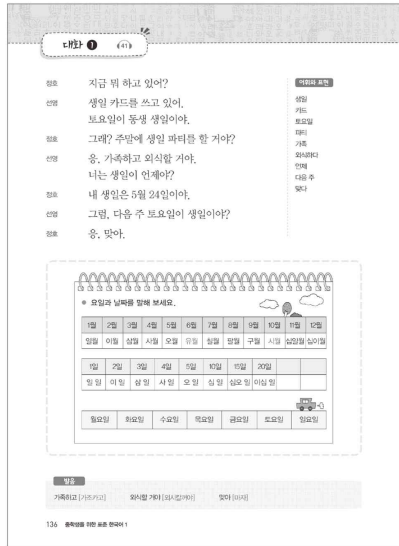 대화 1
41
정호 지금 뭐 하고 있어?
선영 생일 카드를 쓰고 있어.
토요일이 동생 생일이야.
정호 그래? 주말에 생일 파티를 할 거야?
선영 응, 가족하고 외식할 거야.
너는 생일이 언제야?
정호 내 생일은 5월 24일이야.
선영 그럼, 다음 주 토요일이 생일이야?
정호 응, 맞아.
어휘와 표현
생일
카드
토요일
파티
가족
외식하다
언제
다음 주
맞다
요일과 날짜를 말해 보세요.
1월 2월 3월 4월 5월 6월 7월 8월 9월 10월 11월 12월
일월 이월 삼월 사월 오월 유월 칠월 팔월 구월 시월 십일월 십이월
1일 2일 3일 4일 5일 10일 15일 20일
일 일 이 일 삼 일 사 일 오 일 십 일 십오 일 이십 일
월요일 화요일 수요일 목요일 금요일 토요일 일요일
발음
가족하고 [가조카고] 외식할 거야 [외시칼꺼야] 맞아 [마자]
136 중학생을 위한 표준 한국어 1